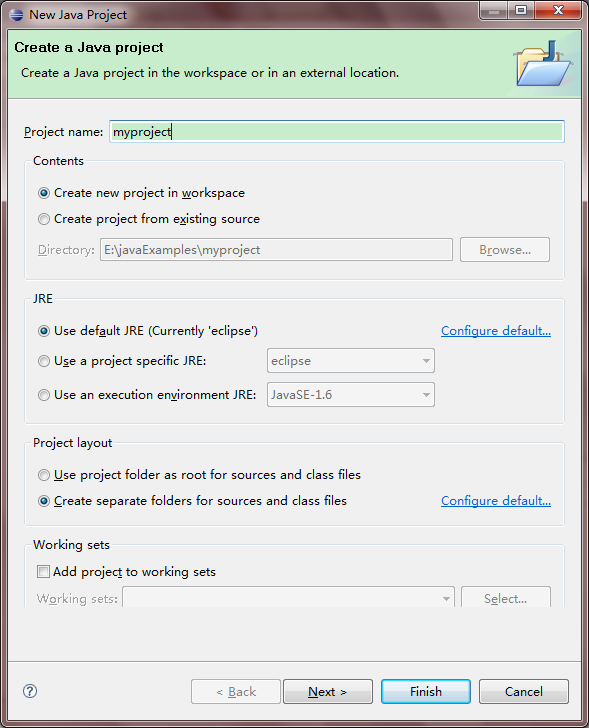 New Java Project
Create a Java project
Create a Java project in the workspace or in an external location.
Project name: myproject
Contents
Create new project in workspace
Create project from existing source
Directory: E:\javaExamples\myproject Browse...
JRE
Use default JRE (Currently 'eclipse') Configure default...
Use a project specific JRE: eclipse
Use an execution environment JRE: JavaSE-1.6
Project layout
Use project folder as root for sources and class files
Create separate folders for sources and class files Configure default...
Working sets
Add project to working sets
Working sets: Select...
? < Back Next > Finish Cancel